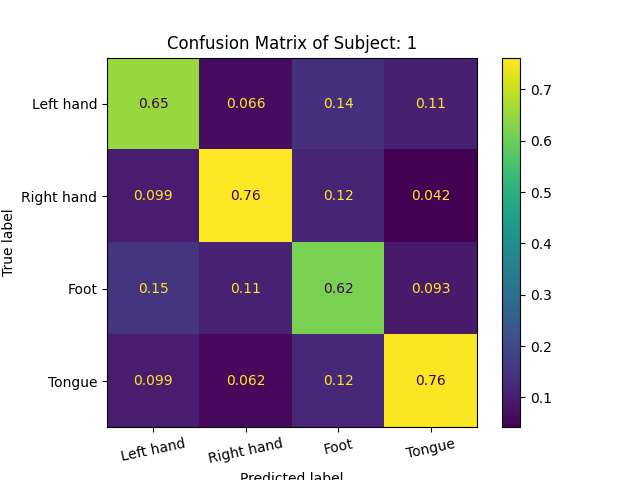 Confusion Matrix of Subject: 1
True label
Left hand 0.65 0.066 0.14 0.11
Right hand 0.099 0.76 0.12 0.042
Foot 0.15 0.11 0.62 0.093
Tongue 0.099 0.062 0.12 0.76
Left hand Right hand Foot Tongue
Predicted label
0.7
0.6
0.5
0.4
0.3
0.2
0.1